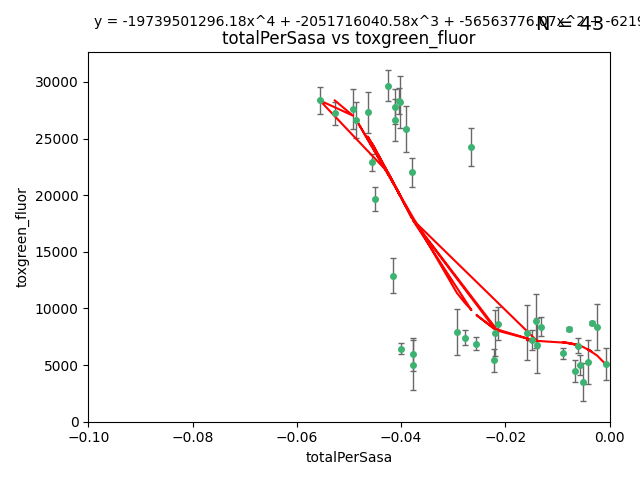 y = -19739501296.18x^4 + -2051716040.58x^3 + -56563776.07x^2 + -6219
N = 43
totalPerSasa vs toxgreen_fluor
30000
25000
20000
15000
10000
5000
0
toxgreen_fluor
−0.10 −0.08 −0.06 −0.04 −0.02 0.00
totalPerSasa